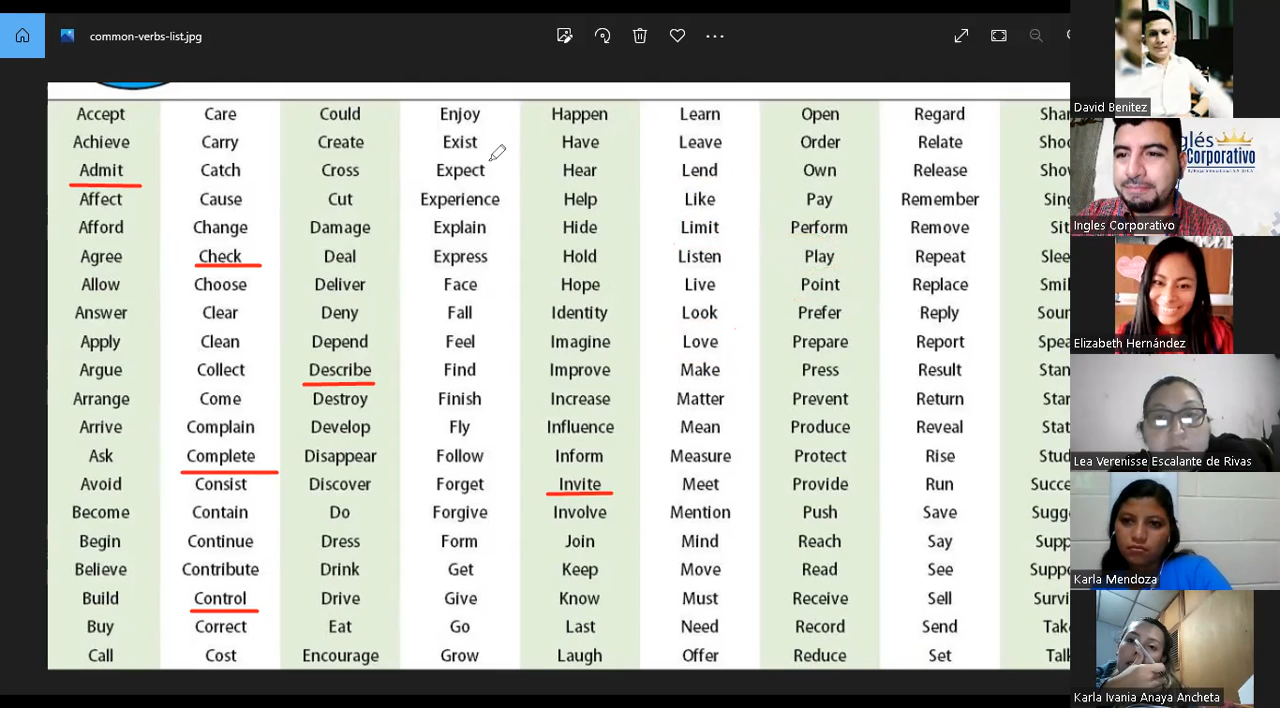 common-verbs-list.jpg
Accept Care Could Enjoy Happen Learn Open Regard
Achieve Carry Create Exist Have Leave Order Relate
Admit Catch Cross Expect Hear Lend Own Release
Affect Cause Cut Experience Help Like Pay Remember
Afford Change Damage Explain Hide Limit Perform Remove
Agree Check Deal Express Hold Listen Play Repeat
Allow Choose Deliver Face Hope Live Point Replace
Answer Clear Deny Fall Identity Look Prefer Reply
Apply Clean Depend Feel Imagine Love Prepare Report
Argue Collect Describe Find Improve Make Press Result
Arrange Come Destroy Finish Increase Matter Prevent Return
Arrive Complain Develop Fly Influence Mean Produce Reveal
Ask Complete Disappear Follow Inform Measure Protect Rise
Avoid Consist Discover Forget Invite Meet Provide Run
Become Contain Do Forgive Involve Mention Push Save
Begin Continue Dress Form Join Mind Reach Say
Believe Contribute Drink Get Keep Move Read See
Build Control Drive Give Know Must Receive Sell
Buy Correct Eat Go Last Need Record Send
Call Cost Encourage Grow Laugh Offer Reduce Set
David Benitez
Corporativo
Ingles Corporativo
Elizabeth Hernández
Lea Verenisse Escalante de Rivas
Karla Mendoza
Karla Ivania Anaya Ancheta